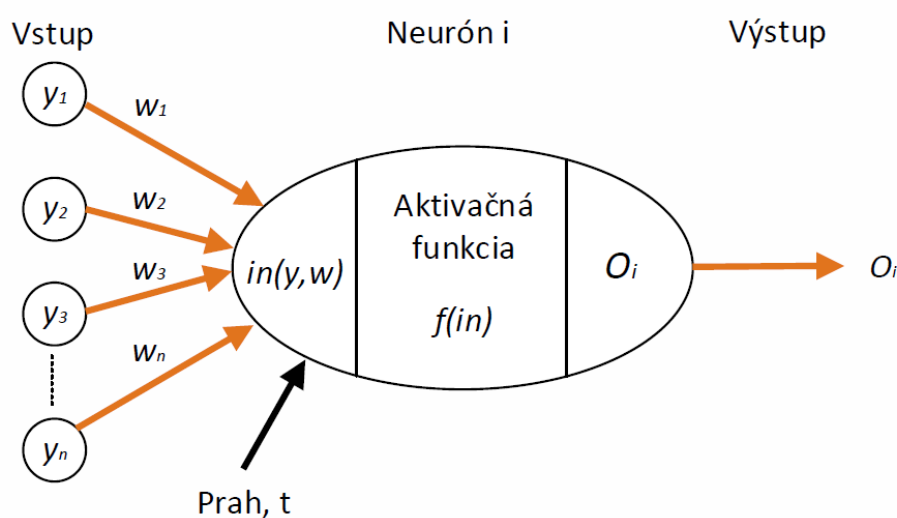 Vstup
Neurón i
Výstup
y1
w1
y2
w2
Aktivačná
funkcia
in(y,w)
f(in)
Oi
Oi
w3
y3
wn
yn
Prah, t